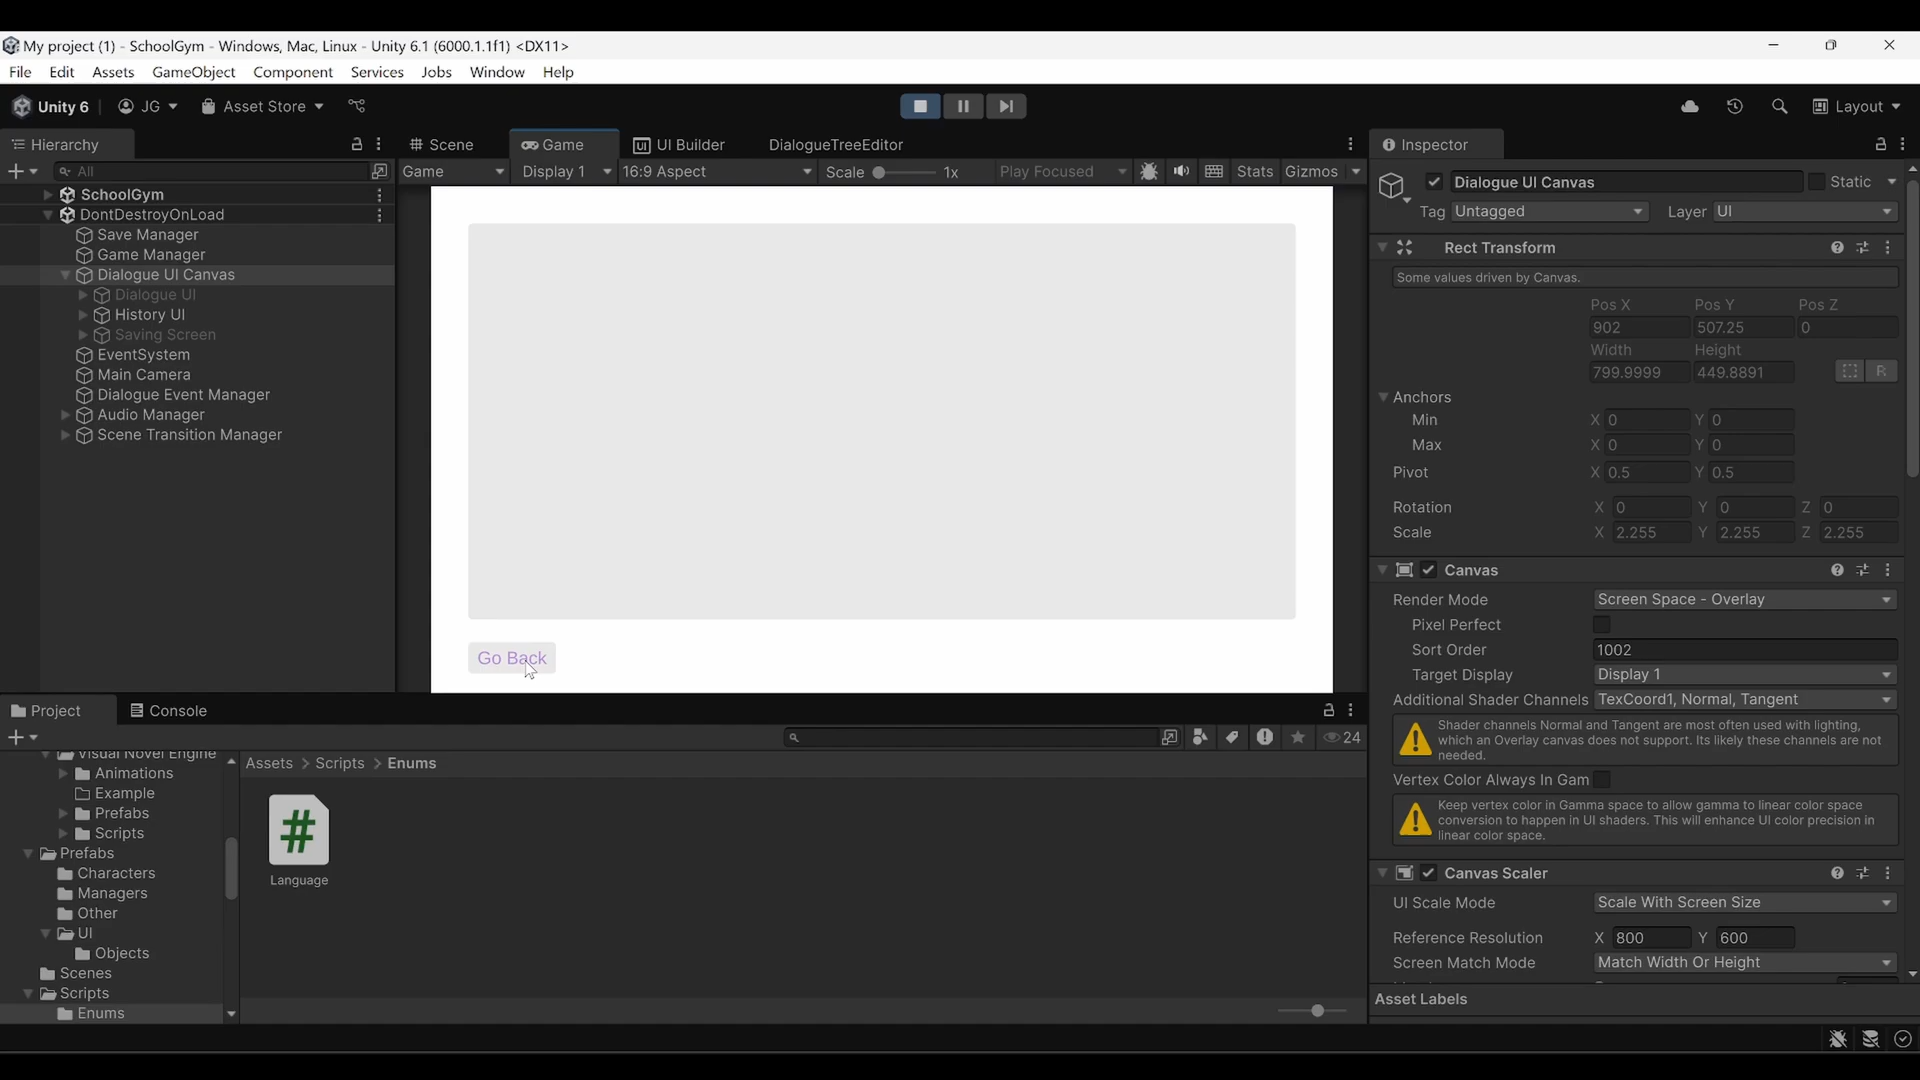 My project (1) - SchoolGym - Windows, Mac, Linux - Unity 6.1 (6000.1.1f1) <DX11>
File Edit Assets GameObject Component Services Jobs Window Help
Unity 6 JG Asset Store Layout
Hierarchy
All
SchoolGym
DontDestroyOnLoad
Save Manager
Game Manager
Dialogue UI Canvas
Dialogue UI
History UI
Saving Screen
EventSystem
Main Camera
Dialogue Event Manager
Audio Manager
Scene Transition Manager
Scene Game UI Builder DialogueTreeEditor
Game Display 1 16:9 Aspect Scale 1x Play Focused Stats Gizmos
Go Back
Inspector
Dialogue UI Canvas Static
Tag Untagged Layer UI
Rect Transform
Some values driven by Canvas.
Pos X Pos Y Pos Z
902 507.25 0
Width Height
799.9999 449.8891 R
Anchors
Min X 0 Y 0
Max X 0 Y 0
Pivot X 0.5 Y 0.5
Rotation X 0 Y 0 Z 0
Scale X 2.255 Y 2.255 Z 2.255
Canvas
Render Mode Screen Space - Overlay
Pixel Perfect
Sort Order 1002
Target Display Display 1
Additional Shader Channels TexCoord1, Normal, Tangent
Shader channels Normal and Tangent are most often used with lighting,
which an Overlay canvas does not support. Its likely these channels are not
needed.
Vertex Color Always In Gam
Keep vertex color in Gamma space to allow gamma to linear color space
conversion to happen in UI shaders. This will enhance UI color precision in
linear color space.
Canvas Scaler
UI Scale Mode Scale With Screen Size
Reference Resolution X 800 Y 600
Screen Match Mode Match Width Or Height
Asset Labels
Project Console
24
Visual Novel Engine
Animations
Example
Prefabs
Scripts
Prefabs
Characters
Managers
Other
UI
Objects
Scenes
Scripts
Enums
Assets > Scripts > Enums
#
Language